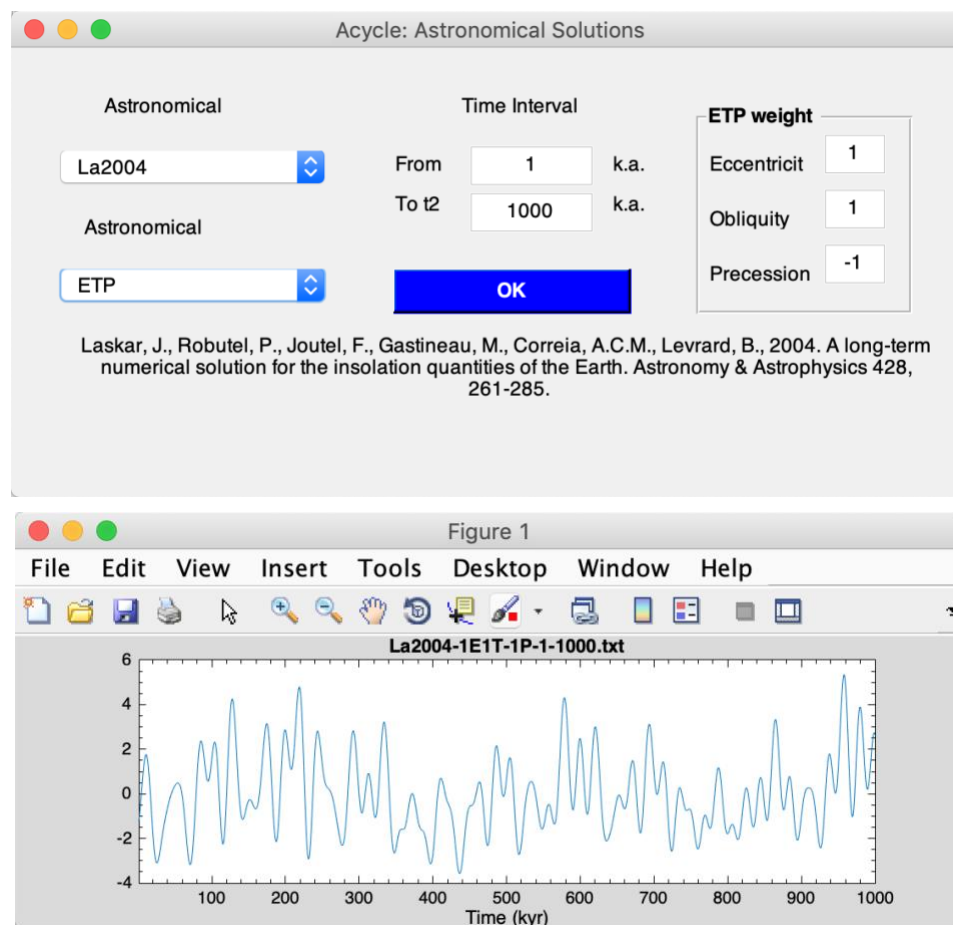 Acycle: Astronomical Solutions
Astronomical
Time Interval
ETP weight
La2004
From 1 k.a.
Eccentricit 1
To t2 1000 k.a.
Astronomical
Obliquity 1
ETP
OK
Precession -1
Laskar, J., Robutel, P., Joutel, F., Gastineau, M., Correia, A.C.M., Levrard, B., 2004. A long-term
numerical solution for the insolation quantities of the Earth. Astronomy & Astrophysics 428,
261-285.
Figure 1
File Edit View Insert Tools Desktop Window Help
La2004-1E1T-1P-1-1000.txt
6
4
2
0
-2
-4
100 200 300 400 500 600 700 800 900 1000
Time (kyr)